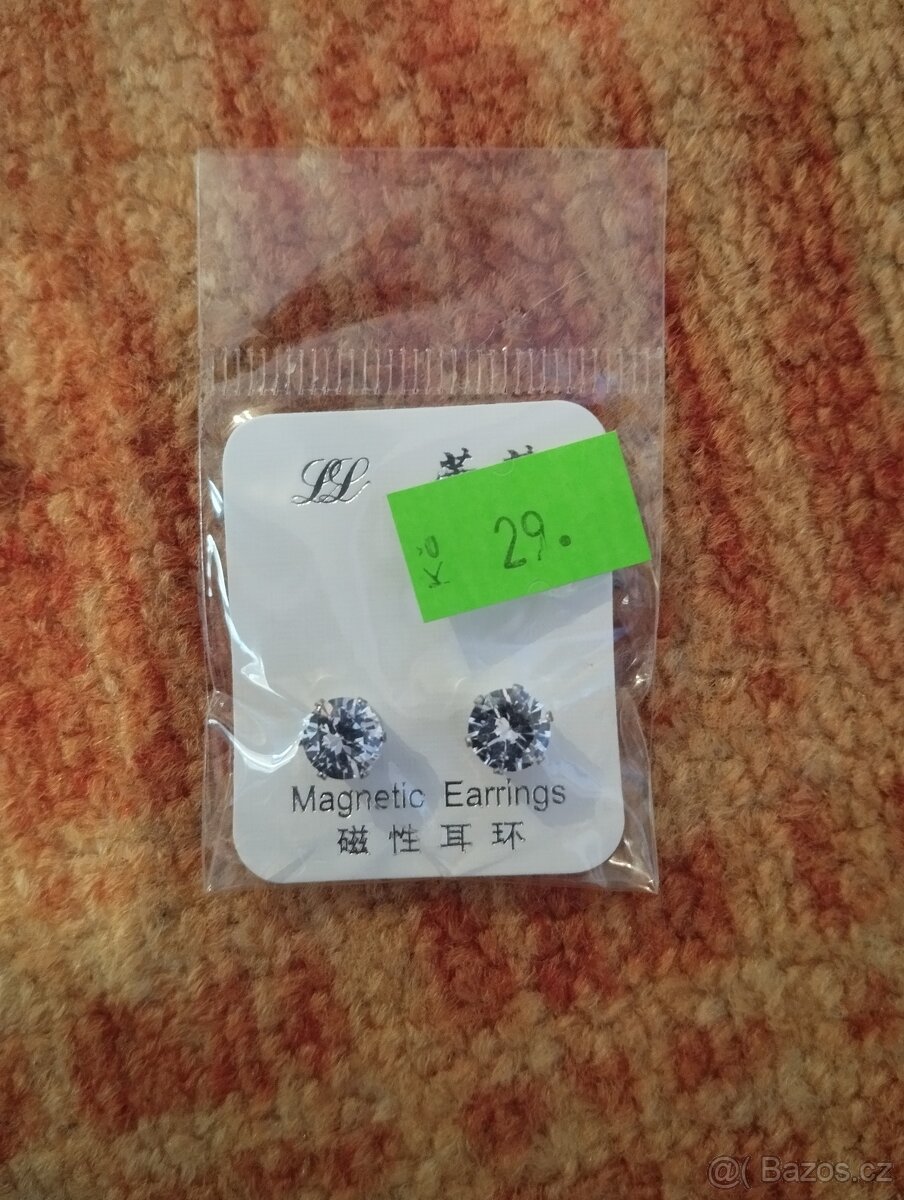 LL
Kč 29.
Magnetic Earrings
磁性耳环
@( Bazos.cz